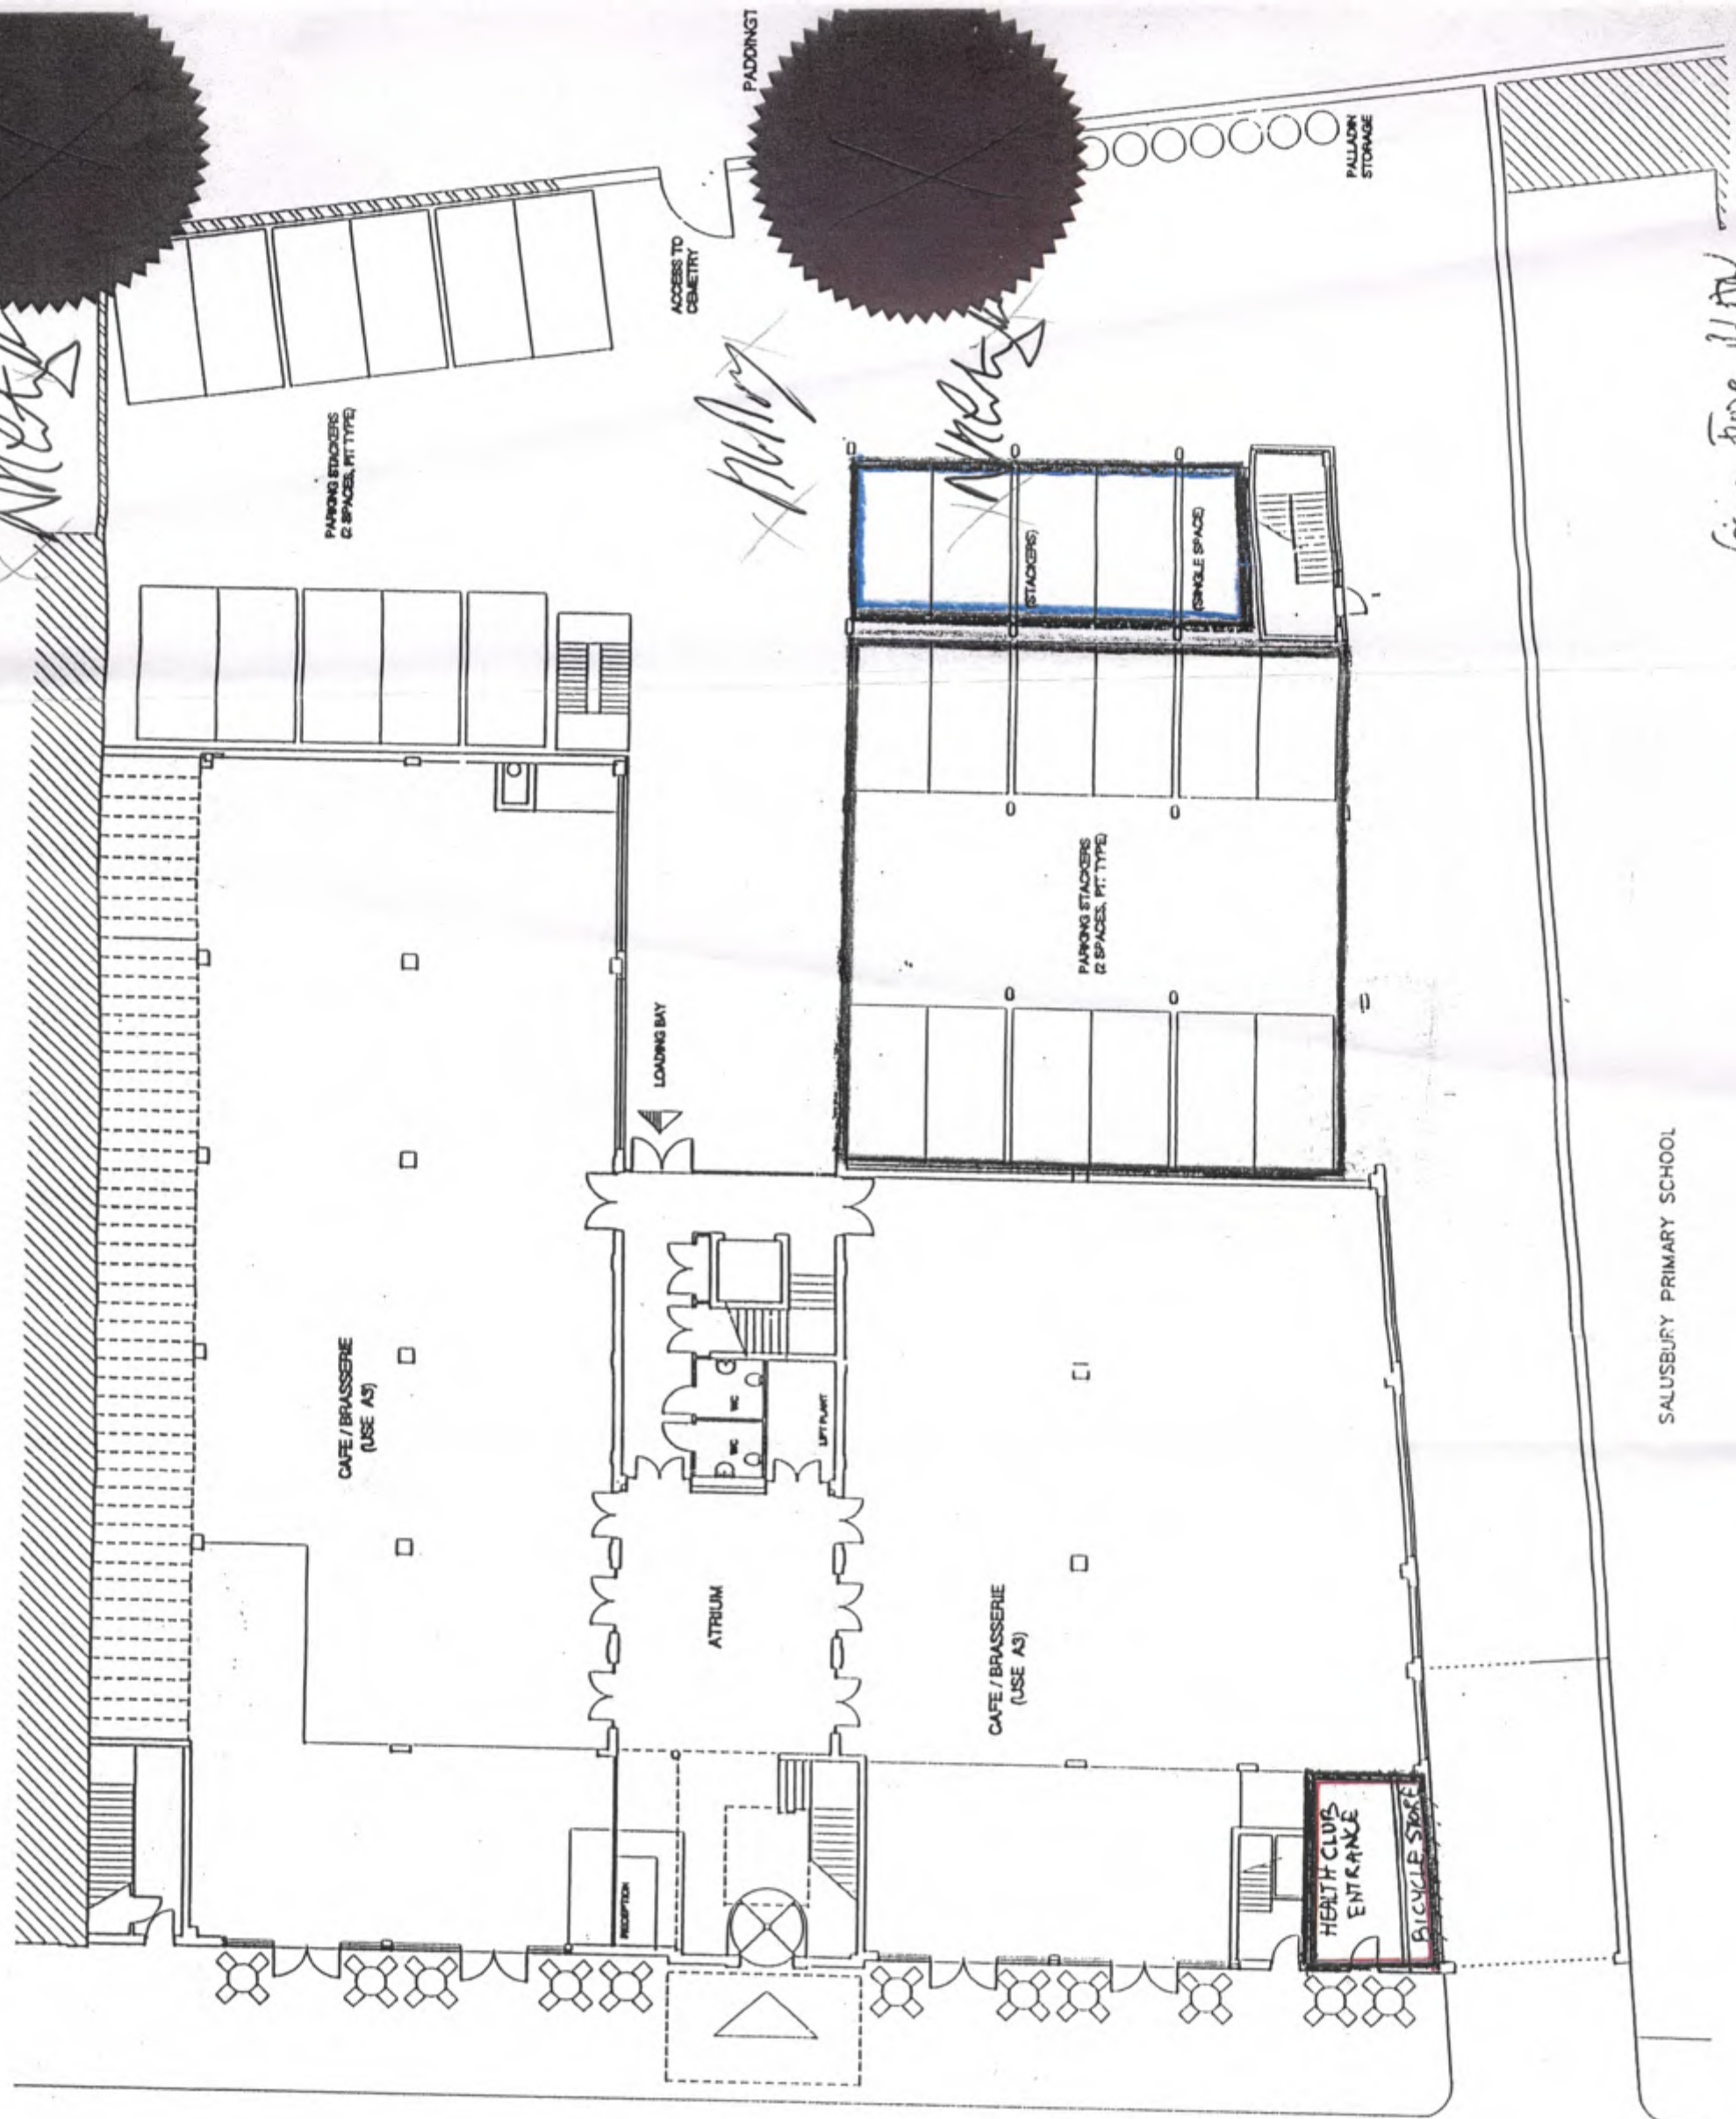 PADDINGT
PALLADIN
STORAGE
ACCESS TO
CEMETRY
PARKING STACKERS
(2 SPACES, PIT TYPE)
(STACKERS)
(SINGLE SPACE)
PARKING STACKERS
(2 SPACES, PIT TYPE)
LOADING BAY
CAFE / BRASSERIE
(USE A3)
WC
WC
LIFT PLANT
ATRIUM
CAFE / BRASSERIE
(USE A3)
RECEPTION
HEALTH CLUB
ENTRANCE
BICYCLE STORE
SALUSBURY PRIMARY SCHOOL